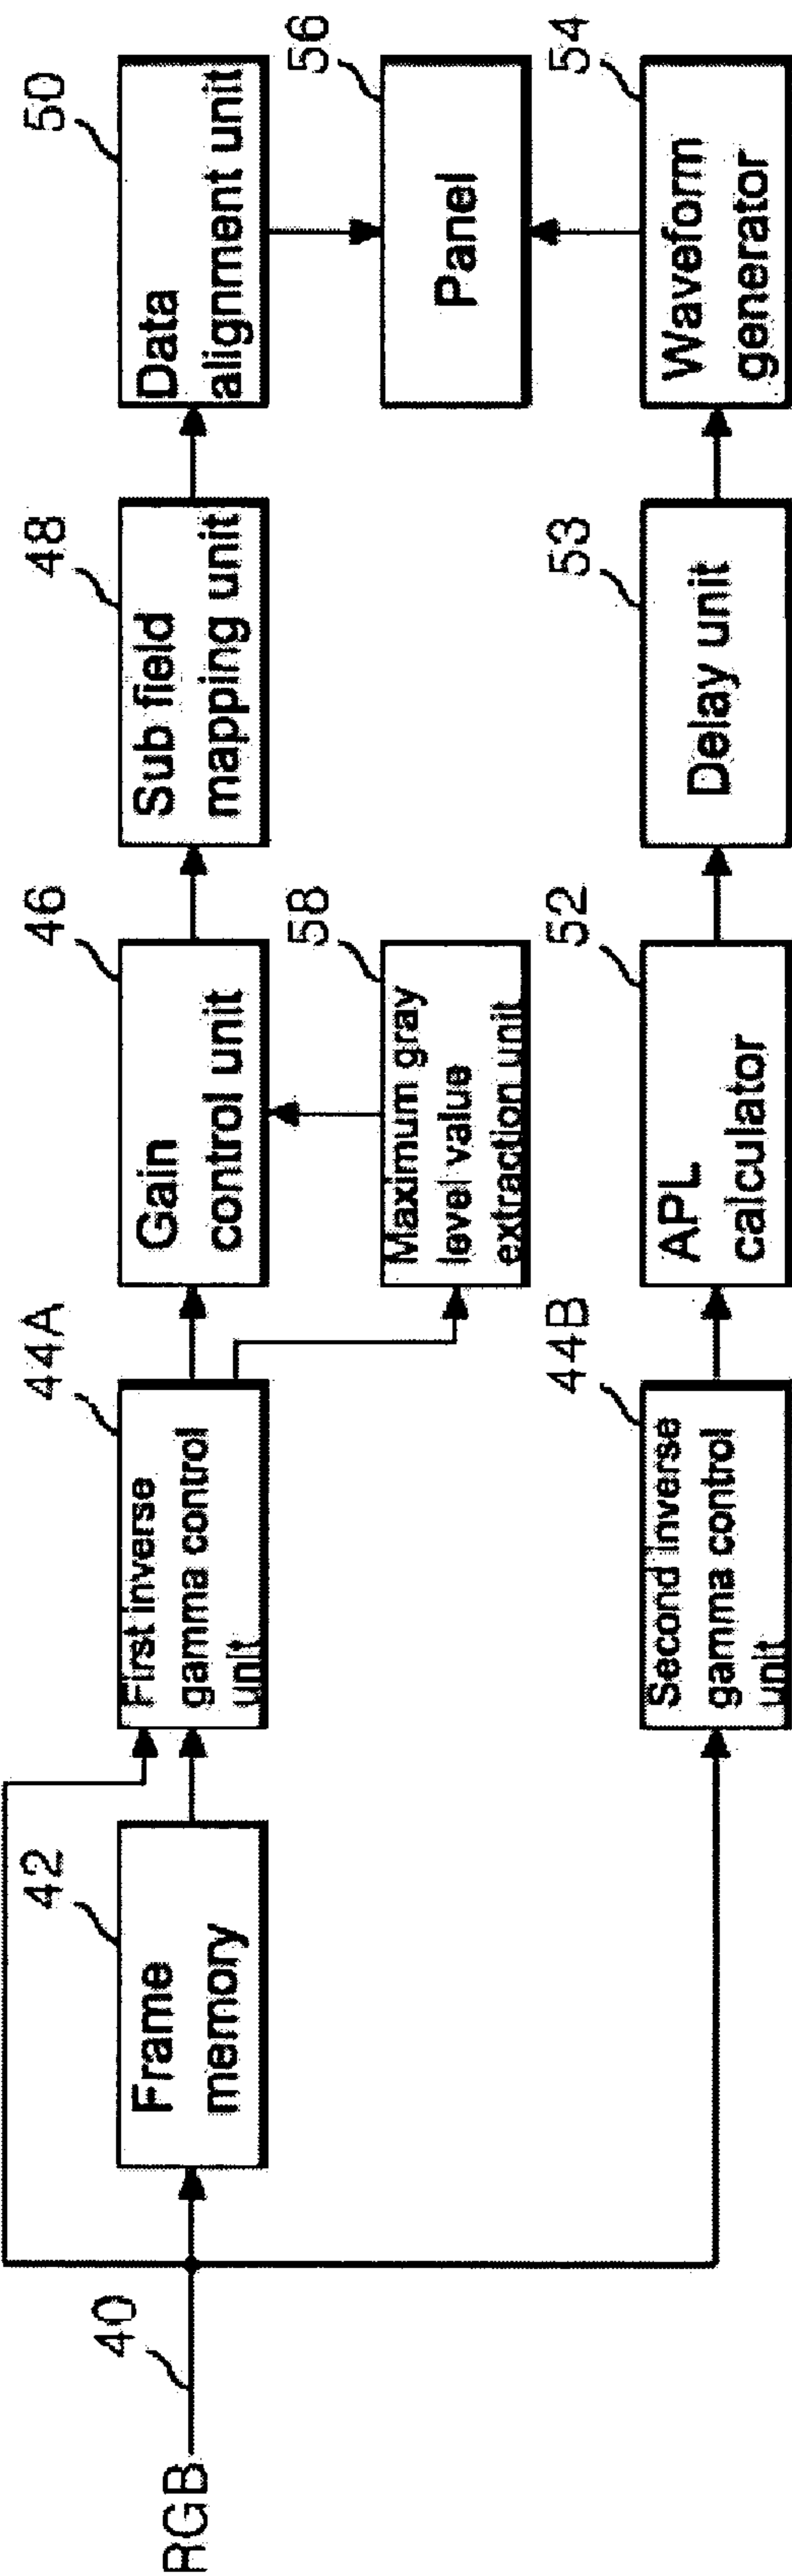 RGB
40
42
Frame
memory
44A
First inverse
gamma control
unit
46
Gain
control unit
48
Sub field
mapping unit
50
Data
alignment unit
58
Maximum gray
level value
extraction unit
56
Panel
44B
Second inverse
gamma control
unit
52
APL
calculator
53
Delay unit
54
Waveform
generator